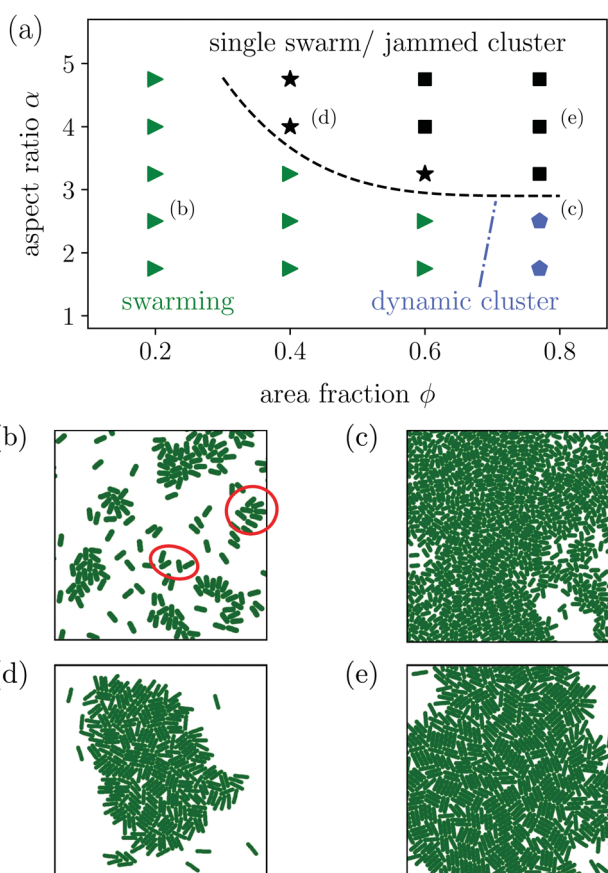 (a)
single swarm/ jammed cluster
aspect ratio α
5
4
3
2
1
(d)
(e)
(b)
(c)
swarming
dynamic cluster
0.2 0.4 0.6 0.8
area fraction ϕ
(b)
(c)
(d)
(e)